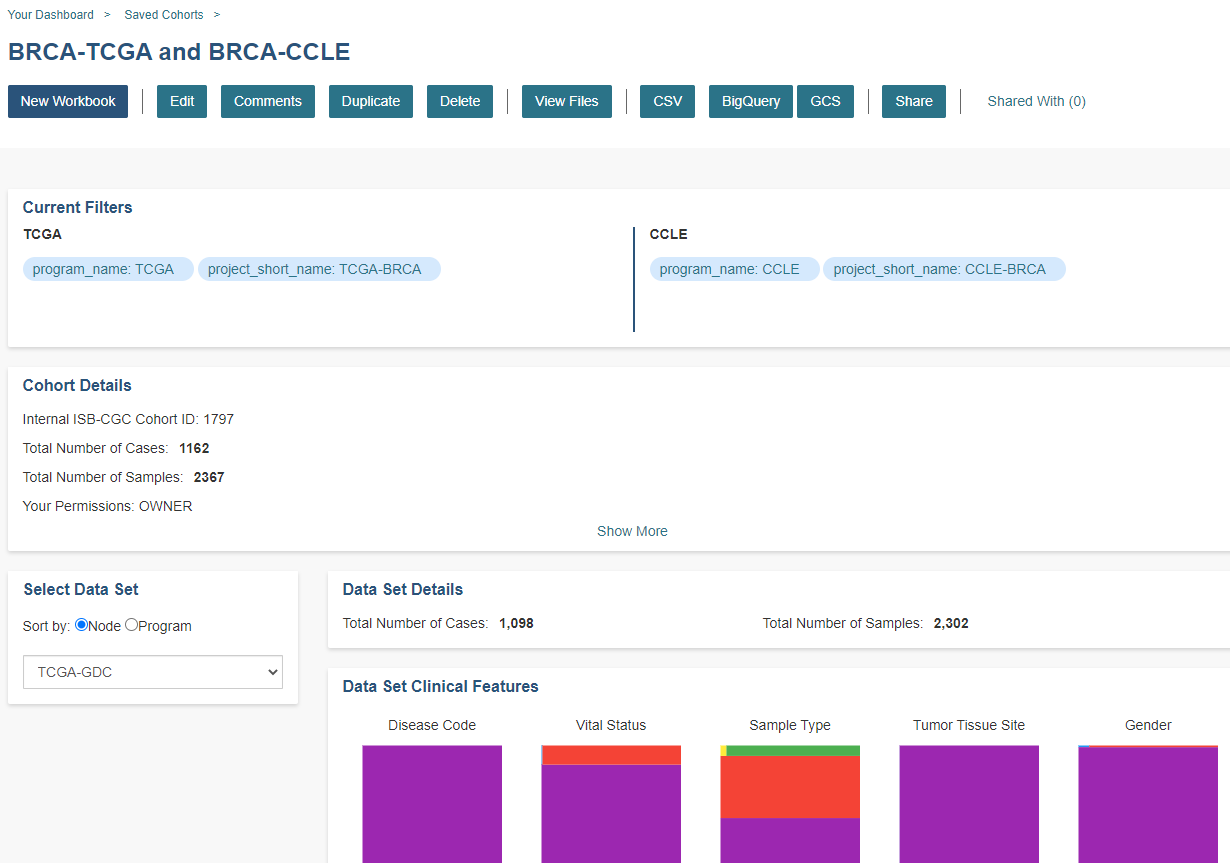 Your Dashboard > Saved Cohorts >
BRCA-TCGA and BRCA-CCLE
New Workbook Edit Comments Duplicate Delete View Files CSV BigQuery GCS Share Shared With (0)
Current Filters
TCGA
program_name: TCGA project_short_name: TCGA-BRCA
CCLE
program_name: CCLE project_short_name: CCLE-BRCA
Cohort Details
Internal ISB-CGC Cohort ID: 1797
Total Number of Cases: 1162
Total Number of Samples: 2367
Your Permissions: OWNER
Show More
Select Data Set
Sort by: Node Program
TCGA-GDC
Data Set Details
Total Number of Cases: 1,098 Total Number of Samples: 2,302
Data Set Clinical Features
Disease Code Vital Status Sample Type Tumor Tissue Site Gender